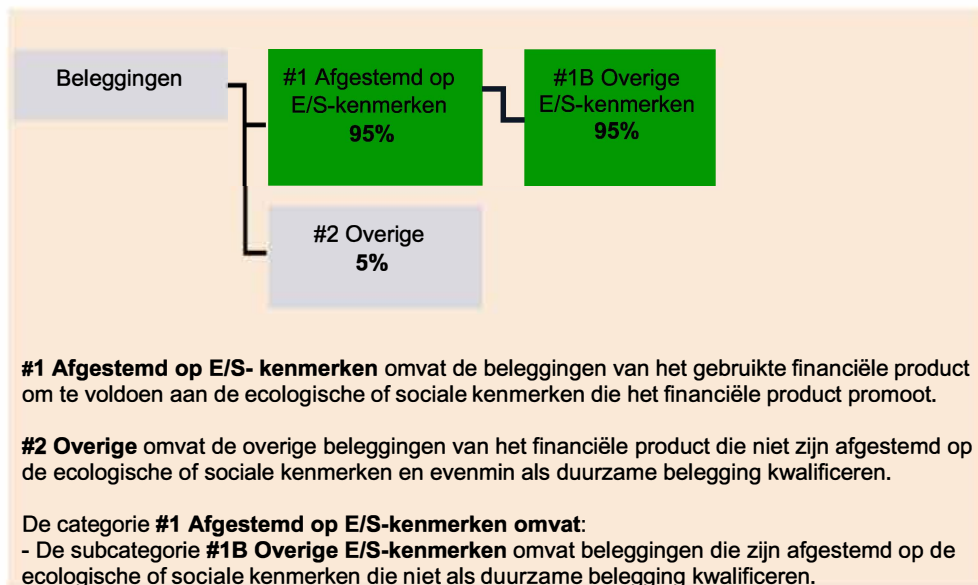 Beleggingen
#1 Afgestemd op
E/S-kenmerken
95%
#1B Overige
E/S-kenmerken
95%
#2 Overige
5%
#1 Afgestemd op E/S- kenmerken omvat de beleggingen van het gebruikte financiële product
om te voldoen aan de ecologische of sociale kenmerken die het financiële product promoot.
#2 Overige omvat de overige beleggingen van het financiële product die niet zijn afgestemd op
de ecologische of sociale kenmerken en evenmin als duurzame belegging kwalificeren.
De categorie #1 Afgestemd op E/S-kenmerken omvat:
- De subcategorie #1B Overige E/S-kenmerken omvat beleggingen die zijn afgestemd op de
ecologische of sociale kenmerken die niet als duurzame belegging kwalificeren.